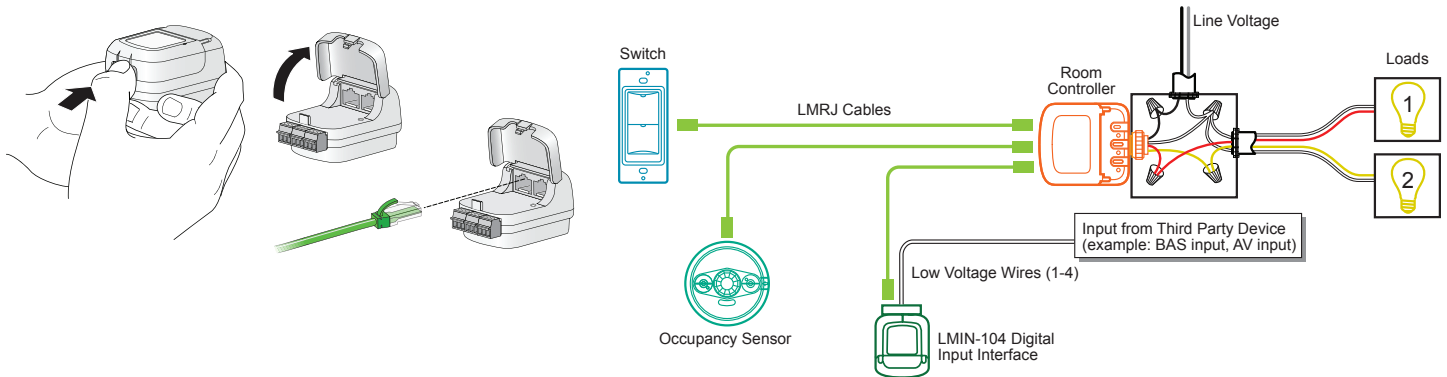 Line Voltage
Switch
Loads
Room
Controller
1
LMRJ Cables
2
Input from Third Party Device
(example: BAS input, AV input)
Low Voltage Wires (1-4)
Occupancy Sensor
LMIN-104 Digital
Input Interface